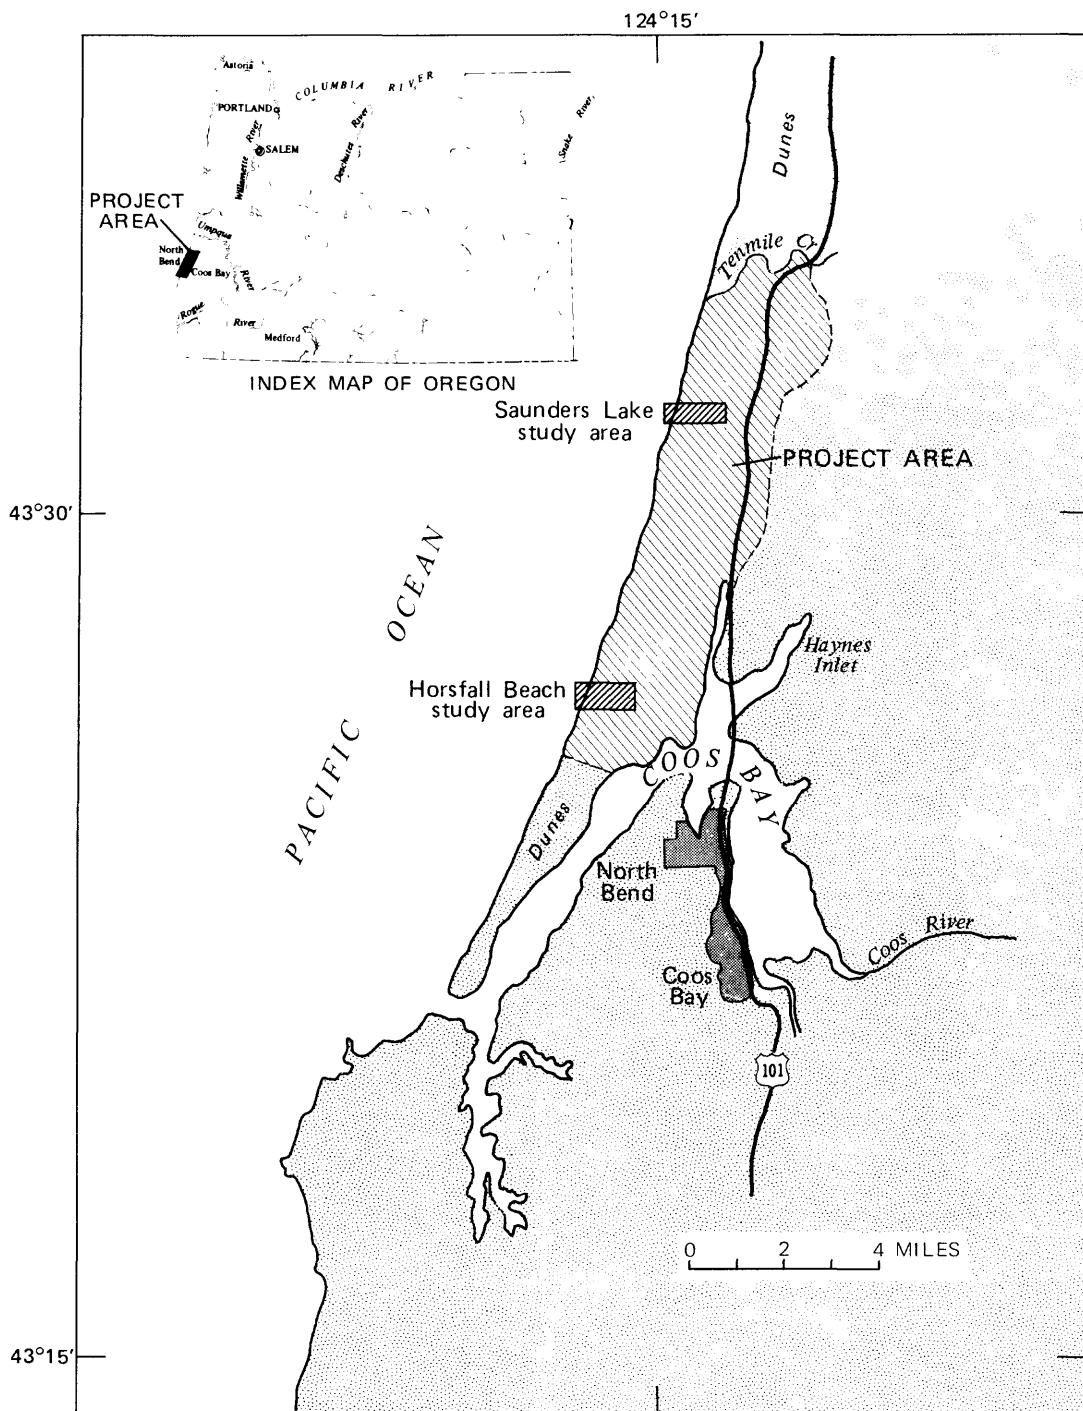 124°15'
Astoria
COLUMBIA RIVER
PORTLAND
Willamette River
SALEM
Deschutes River
Snake River
PROJECT
AREA
Umpqua
River
North
Bend
Coos Bay
Rogue
River
Medford
INDEX MAP OF OREGON
Dunes
Tenmile Cr
Saunders Lake
study area
PROJECT AREA
43°30'
PACIFIC OCEAN
Haynes
Inlet
Horsfall Beach
study area
COOS BAY
Dunes
North
Bend
Coos River
Coos
Bay
101
0 2 4 MILES
43°15'